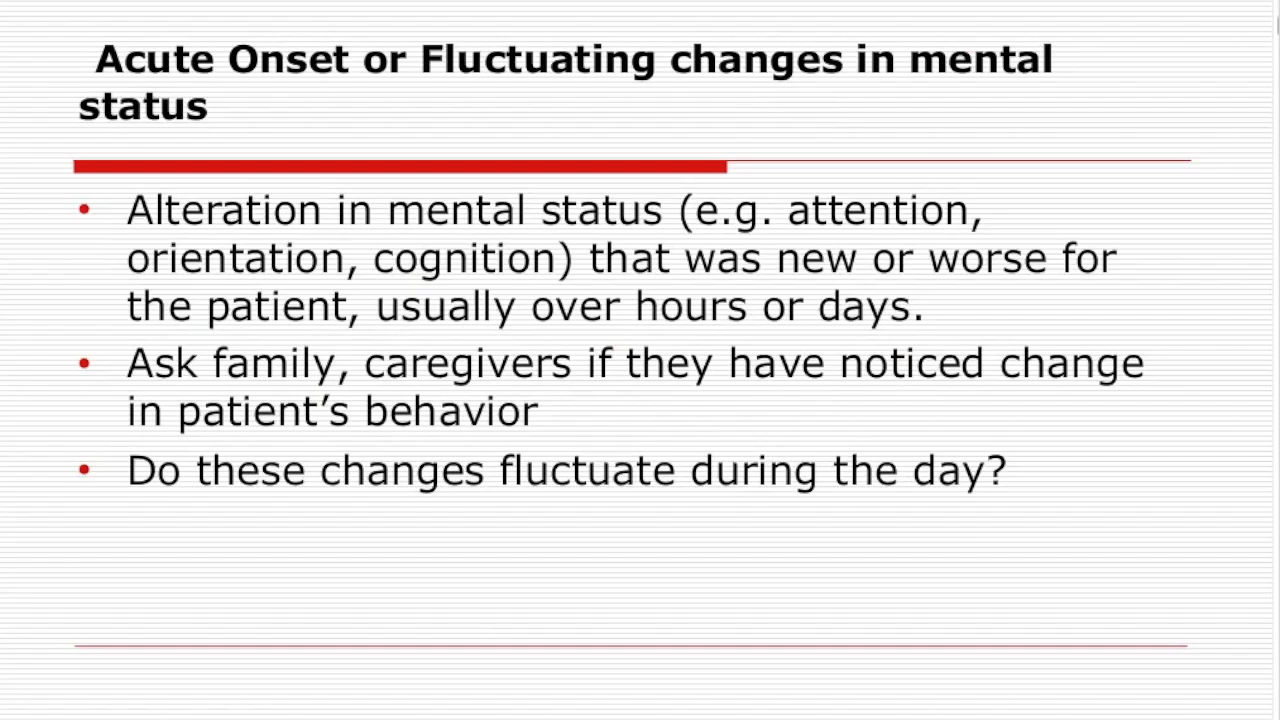 Acute Onset or Fluctuating changes in mental
status
• Alteration in mental status (e.g. attention,
orientation, cognition) that was new or worse for
the patient, usually over hours or days.
• Ask family, caregivers if they have noticed change
in patient’s behavior
• Do these changes fluctuate during the day?